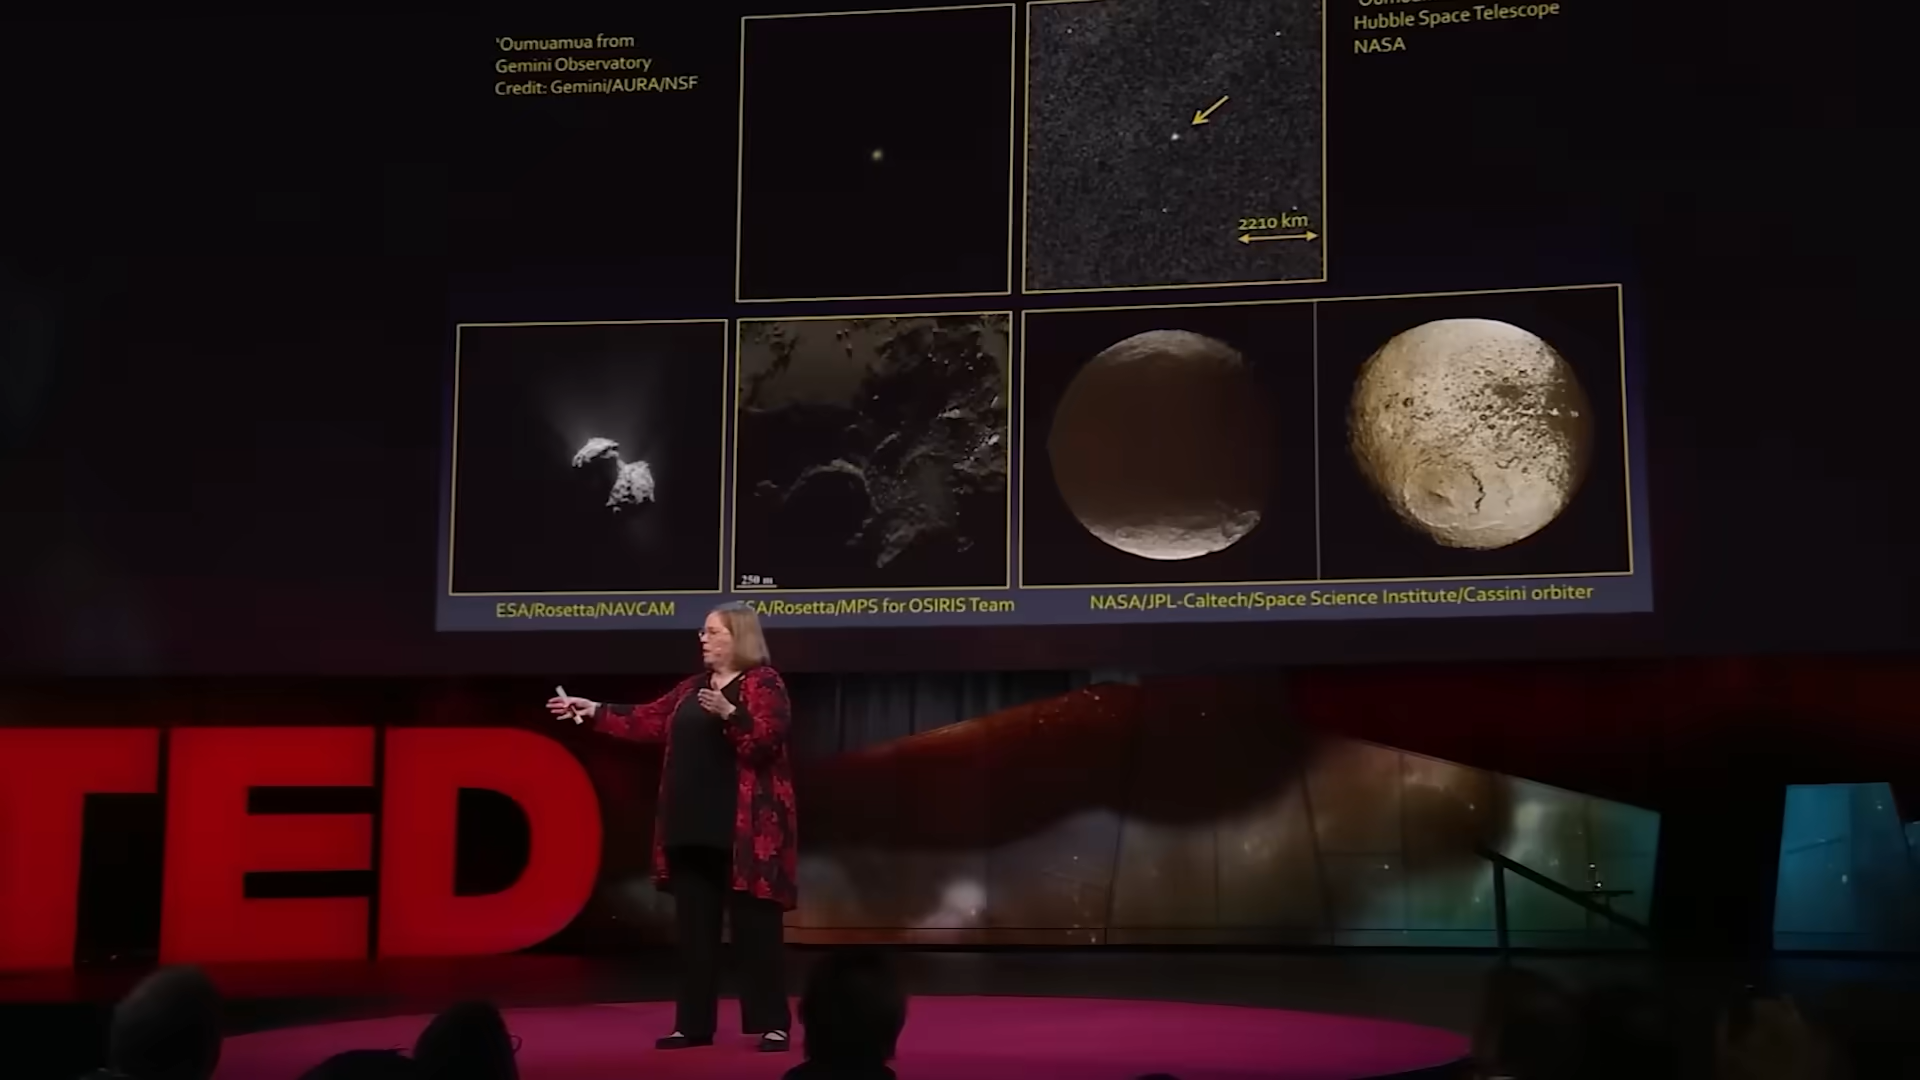 'Oumuamua from
Gemini Observatory
Credit: Gemini/AURA/NSF
Hubble Space Telescope
NASA
2210 km
250 m
ESA/Rosetta/NAVCAM
ESA/Rosetta/MPS for OSIRIS Team
NASA/JPL-Caltech/Space Science Institute/Cassini orbiter
TED